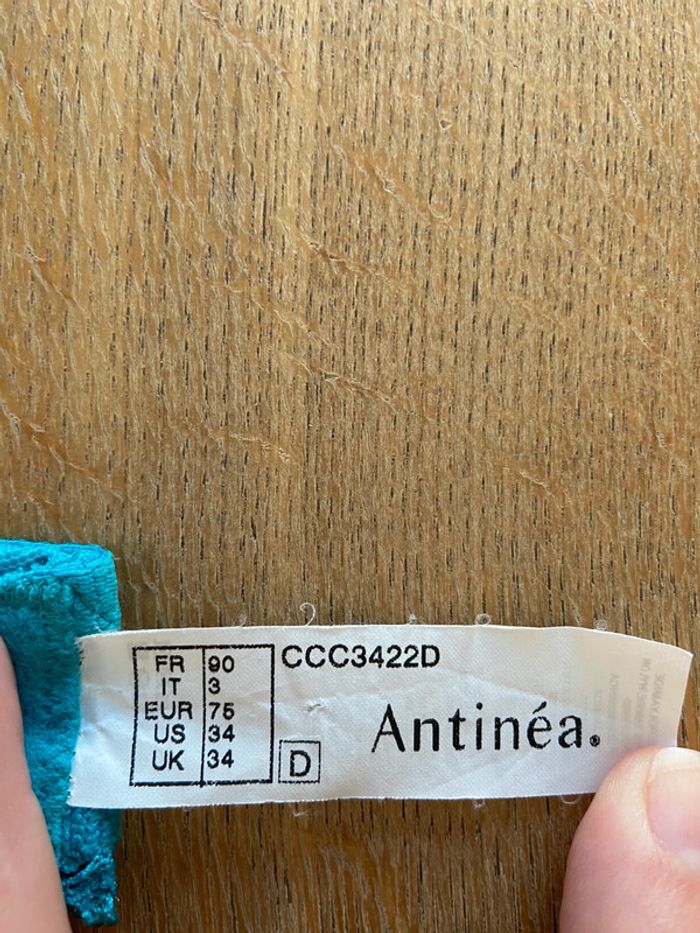 FR 90
IT 3
EUR 75
US 34
UK 34
CCC3422D
D
Antinéa.